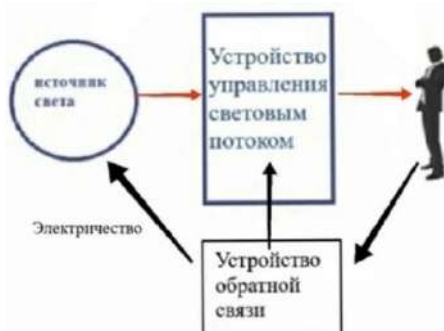 источник
света
Устройство
управления
световым
потоком
Электричество
Устройство
обратной
связи